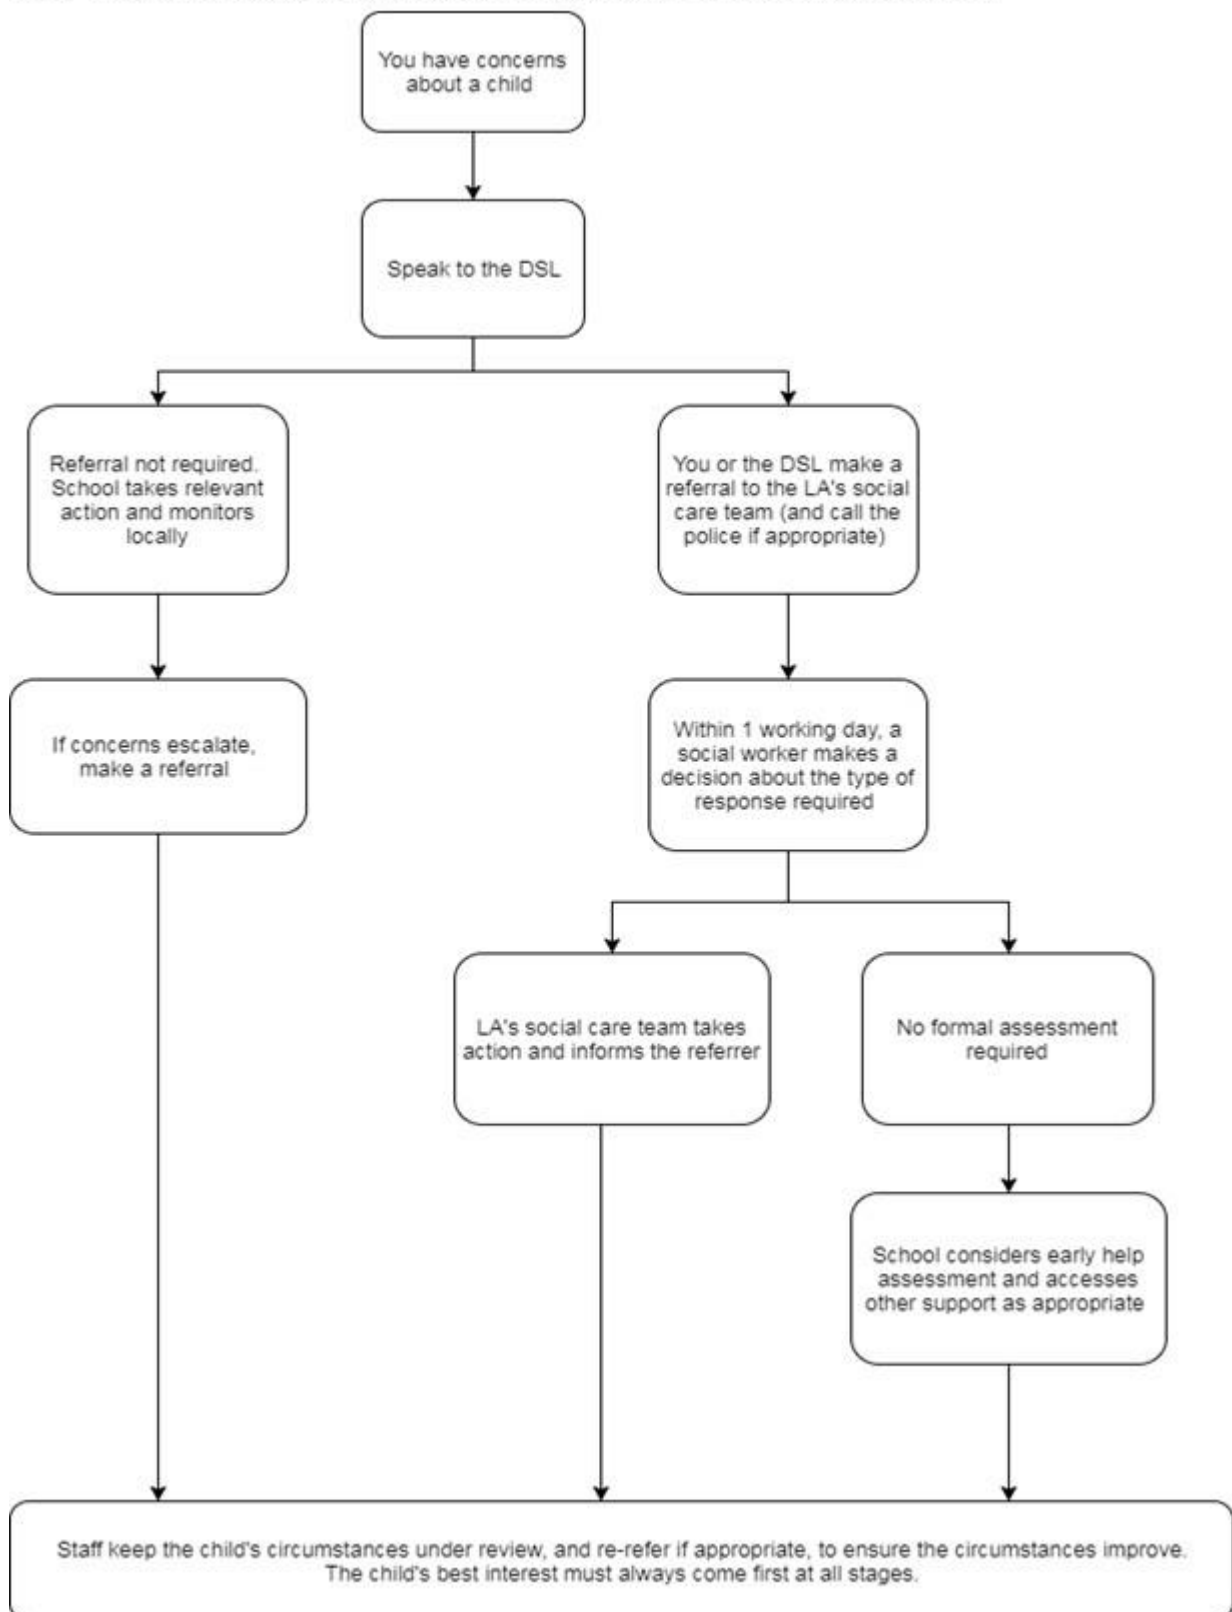 You have concerns
about a child
Speak to the DSL
Referral not required.
School takes relevant
action and monitors
locally
You or the DSL make a
referral to the LA's social
care team (and call the
police if appropriate)
If concerns escalate,
make a referral
Within 1 working day, a
social worker makes a
decision about the type of
response required
LA's social care team takes
action and informs the referrer
No formal assessment
required
School considers early help
assessment and accesses
other support as appropriate
Staff keep the child's circumstances under review, and re-refer if appropriate, to ensure the circumstances improve.
The child's best interest must always come first at all stages.